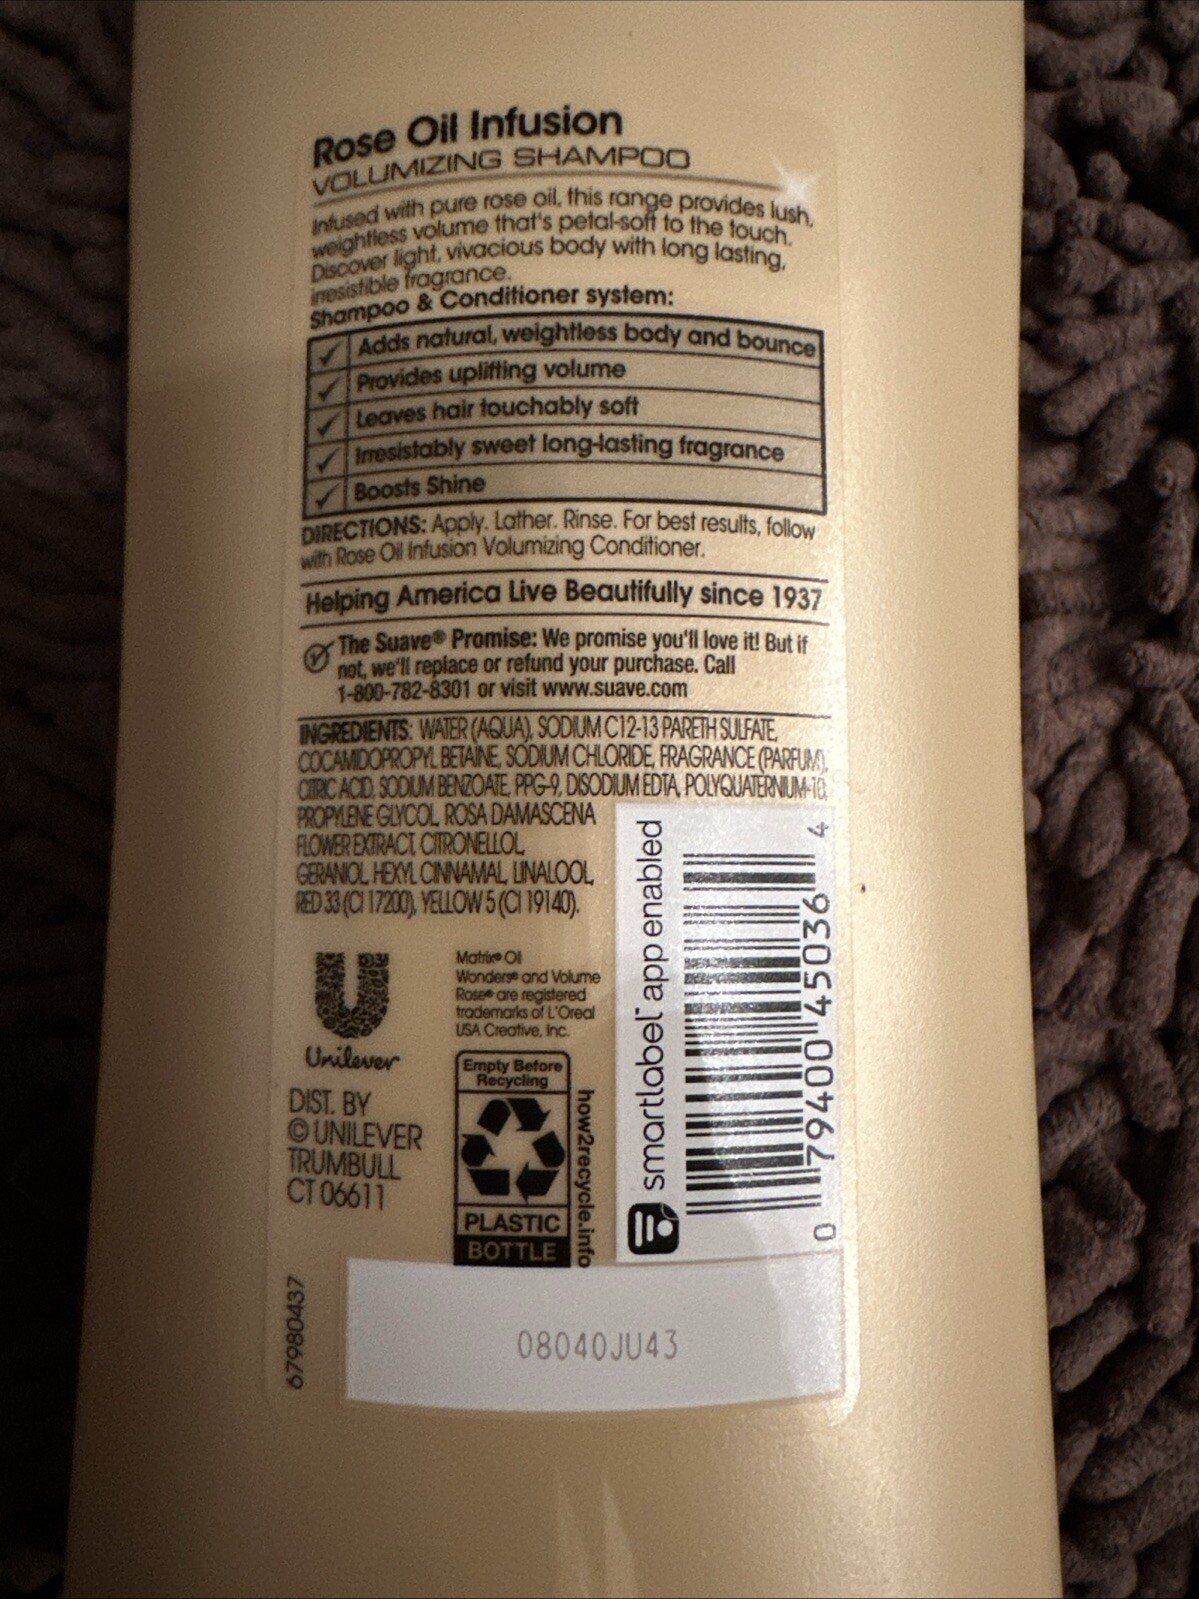 Rose Oil Infusion
VOLUMIZING SHAMPOO
Infused with pure rose oil, this range provides lush,
weightless volume that's petal-soft to the touch.
Discover light, vivacious body with long lasting,
irresistible fragrance.
Shampoo & Conditioner system:
✓ Adds natural, weightless body and bounce
✓ Provides uplifting volume
✓ Leaves hair touchably soft
✓ Irresistably sweet long-lasting fragrance
✓ Boosts Shine
DIRECTIONS: Apply. Lather. Rinse. For best results, follow
with Rose Oil Infusion Volumizing Conditioner.
Helping America Live Beautifully since 1937
The Suave® Promise: We promise you'll love it! But if
not, we'll replace or refund your purchase. Call
1-800-782-8301 or visit www.suave.com
INGREDIENTS: WATER (AQUA), SODIUM C12-13 PARETH SULFATE,
COCAMIDOPROPYL BETAINE, SODIUM CHLORIDE, FRAGRANCE (PARFUM),
CITRIC ACID, SODIUM BENZOATE, PPG-9, DISODIUM EDTA, POLYQUATERNIUM-10,
PROPYLENE GLYCOL, ROSA DAMASCENA
FLOWER EXTRACT, CITRONELLOL,
GERANIOL, HEXYL CINNAMAL, LINALOOL,
RED 33 (CI 17200), YELLOW 5 (CI 19140).
Unilever
DIST. BY
© UNILEVER
TRUMBULL
CT 06611
Matrix® Oil
Wonders® and Volume
Rose® are registered
trademarks of L'Oreal
USA Creative, Inc.
Empty Before
Recycling
PLASTIC
BOTTLE
how2recycle.info
smartlabel™ app enabled
0 79400 45036 4
67980437
08040JU43